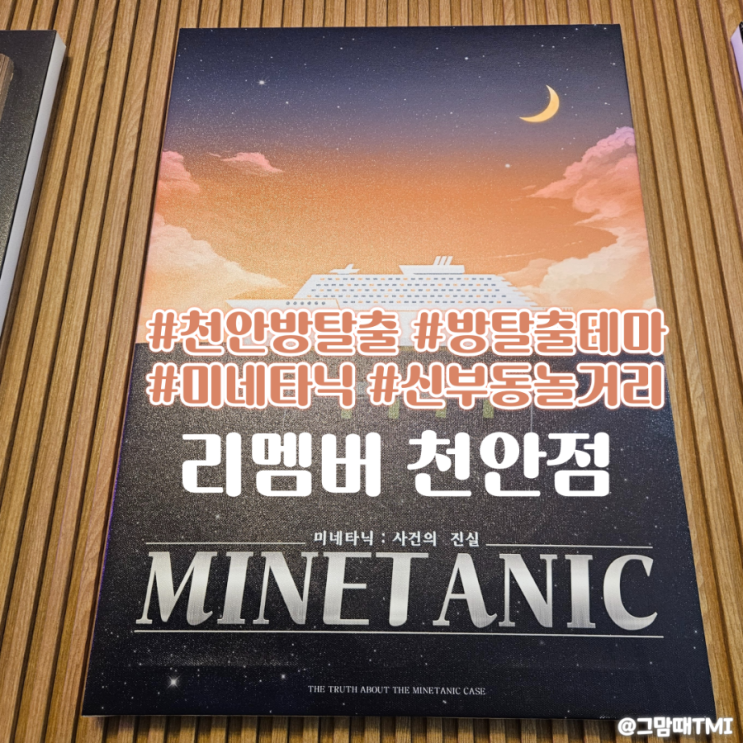 #천안방탈출 #방탈출테마
#미네타닉 #신부동놀거리
리멤버 천안점
미네타닉 : 사건의 진실
MINETANIC
THE TRUTH ABOUT THE MINETANIC CASE
@그맘때TMI